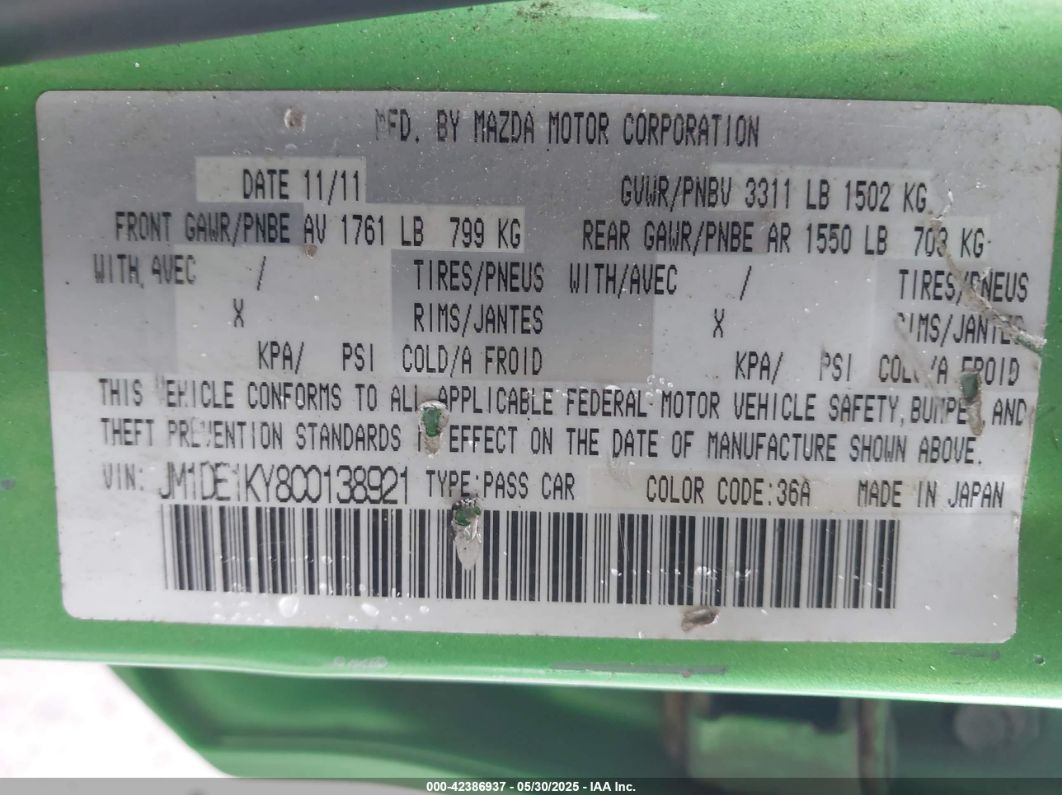 MFD. BY MAZDA MOTOR CORPORATION
DATE 11/11 GVWR/PNBV 3311 LB 1502 KG
FRONT GAWR/PNBE AV 1761 LB 799 KG REAR GAWR/PNBE AR 1550 LB 703 KG
WITH/AVEC / TIRES/PNEUS WITH/AVEC / TIRES/PNEUS
X RIMS/JANTES X RIMS/JANTES
KPA/ PSI COLD/A FROID KPA/ PSI COLD/A FROID
THIS VEHICLE CONFORMS TO ALL APPLICABLE FEDERAL MOTOR VEHICLE SAFETY, BUMPER, AND
THEFT PREVENTION STANDARDS IN EFFECT ON THE DATE OF MANUFACTURE SHOWN ABOVE.
VIN: JM1DE1KY8C0138921 TYPE:PASS CAR COLOR CODE:36A MADE IN JAPAN
000-42386937 - 05/30/2025 - IAA Inc.